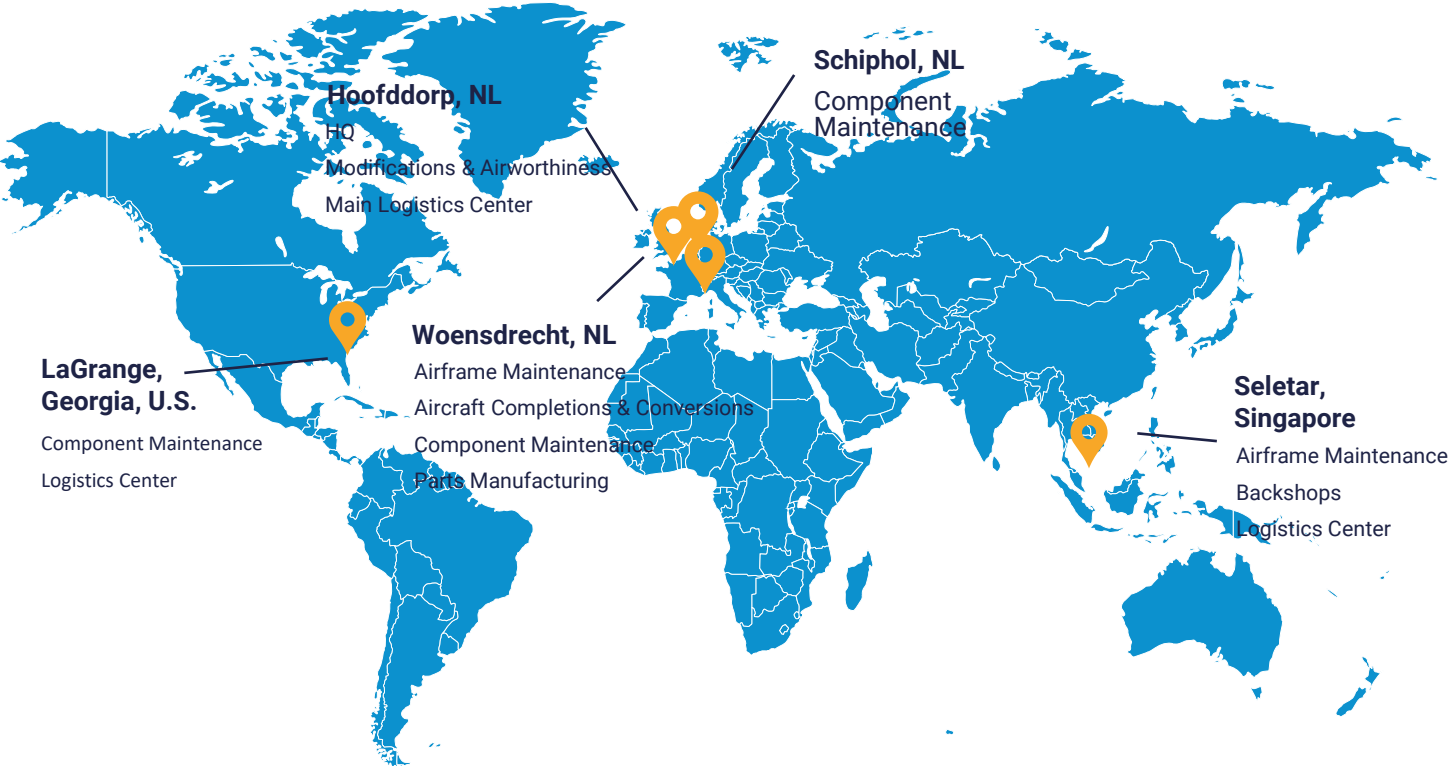 Schiphol, NL
Component
Maintenance
Hoofddorp, NL
HQ
Modifications & Airworthiness
Main Logistics Center
Woensdrecht, NL
Airframe Maintenance
Aircraft Completions & Conversions
Component Maintenance
Parts Manufacturing
LaGrange,
Georgia, U.S.
Component Maintenance
Logistics Center
Seletar,
Singapore
Airframe Maintenance
Backshops
Logistics Center